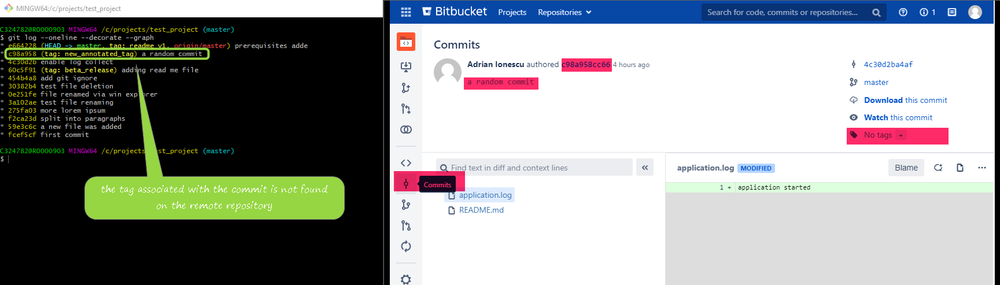 MINGW64:/c/projects/test_project
C324782@RO000903 MINGW64 /c/projects/test_project (master)
$ git log --oneline --decorate --graph
* e664228 (HEAD -> master, tag: readme_v1, origin/master) prerequisites adde
* c98a958 (tag: new_annotated_tag) a random commit
* 4c30d2b enable log collect
* 60c5f91 (tag: beta_release) adding read me file
* 454b4a8 add git ignore
* 30382b4 test file deletion
* 0e251fe file renamed via win explorer
* 3a102ae test file renaming
* 275fa03 more lorem ipsum
* f2ca23d split into paragraphs
* 59e3c6c a new file was added
* fcef5cf first commit
C324782@RO000903 MINGW64 /c/projects/test_project (master)
$
the tag associated with the commit is not found
on the remote repository
Bitbucket Projects Repositories Search for code, commits or repositories... 1
Commits
Adrian Ionescu authored c98a958cc66 4 hours ago
a random commit
4c30d2ba4af
master
Download this commit
Watch this commit
No tags +
Find text in diff and context lines
Commits
application.log
README.md
application.log MODIFIED Blame
1 + application started